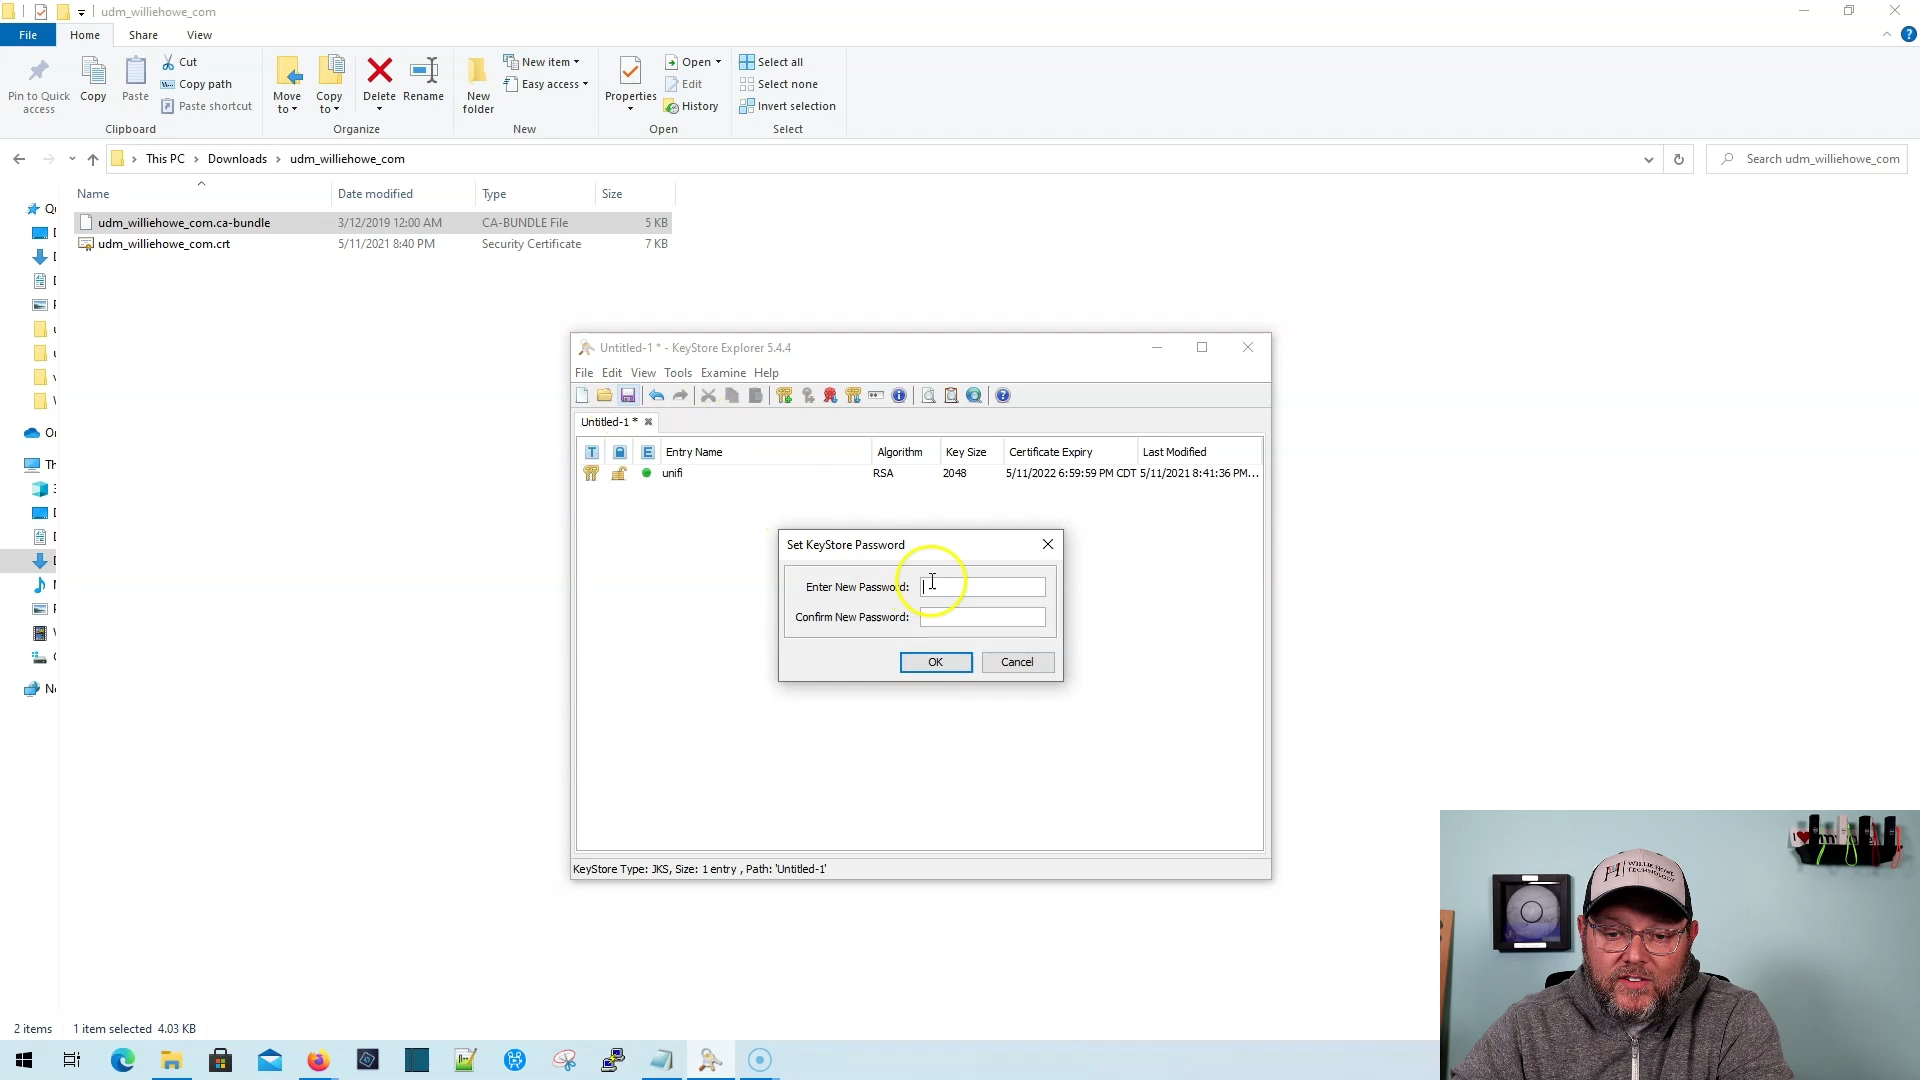 udm_williehowe_com
File Home Share View
Pin to Quick access
Copy
Paste
Cut
Copy path
Paste shortcut
Clipboard
Move to
Copy to
Delete
Rename
Organize
New folder
New item
Easy access
New
Properties
Open
Edit
History
Open
Select all
Select none
Invert selection
Select
This PC Downloads udm_williehowe_com
Search udm_williehowe_com
Name Date modified Type Size
udm_williehowe_com.ca-bundle 3/12/2019 12:00 AM CA-BUNDLE File 5 KB
udm_williehowe_com.crt 5/11/2021 8:40 PM Security Certificate 7 KB
Untitled-1 * - KeyStore Explorer 5.4.4
File Edit View Tools Examine Help
Untitled-1 *
T E Entry Name Algorithm Key Size Certificate Expiry Last Modified
unifi RSA 2048 5/11/2022 6:59:59 PM CDT 5/11/2021 8:41:36 PM...
Set KeyStore Password
Enter New Password:
Confirm New Password:
OK Cancel
KeyStore Type: JKS, Size: 1 entry , Path: 'Untitled-1'
WILLIE HOWE
TECHNOLOGY
2 items 1 item selected 4.03 KB